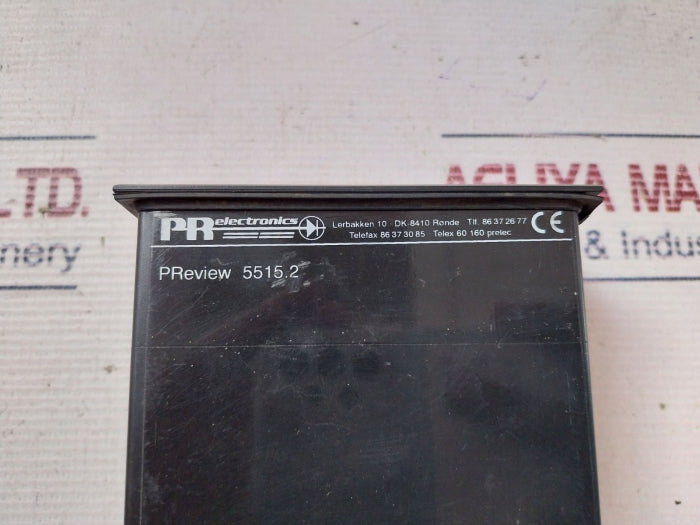 LTD. ACLIYA MA
nery & Indus
PR electronics Lerbakken 10 DK-8410 Rønde Tlf. 86 37 26 77 CE
Telefax 86 37 30 85 Telex 60 160 prelec
PReview 5515.2